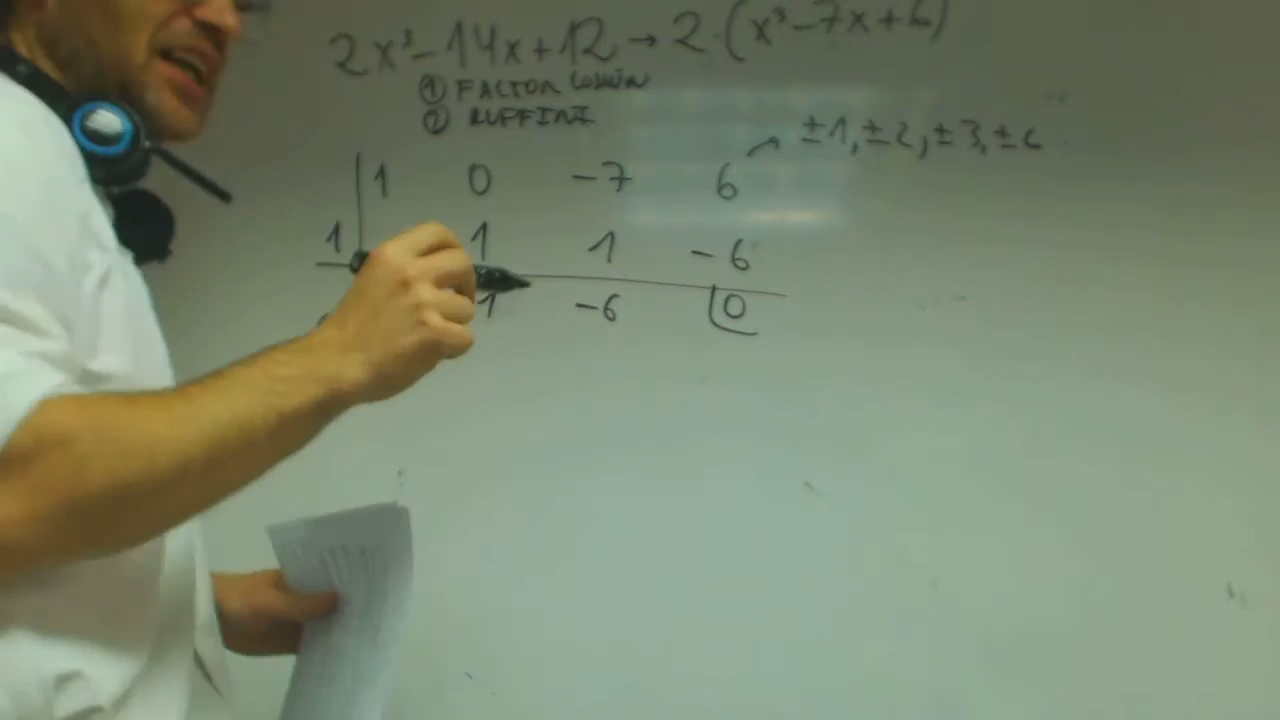 2x³-14x+12→2·(x³-7x+6)
① FACTOR COMÚN
② RUFFINI
±1, ±2, ±3, ±6
1 0 -7 6
1 1 1 -6
1 -6 0